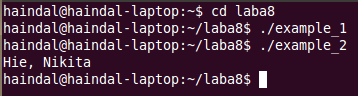 haindal@haindal-laptop:~$ cd laba8
haindal@haindal-laptop:~/laba8$ ./example_1
haindal@haindal-laptop:~/laba8$ ./example_2
Hie, Nikita
haindal@haindal-laptop:~/laba8$